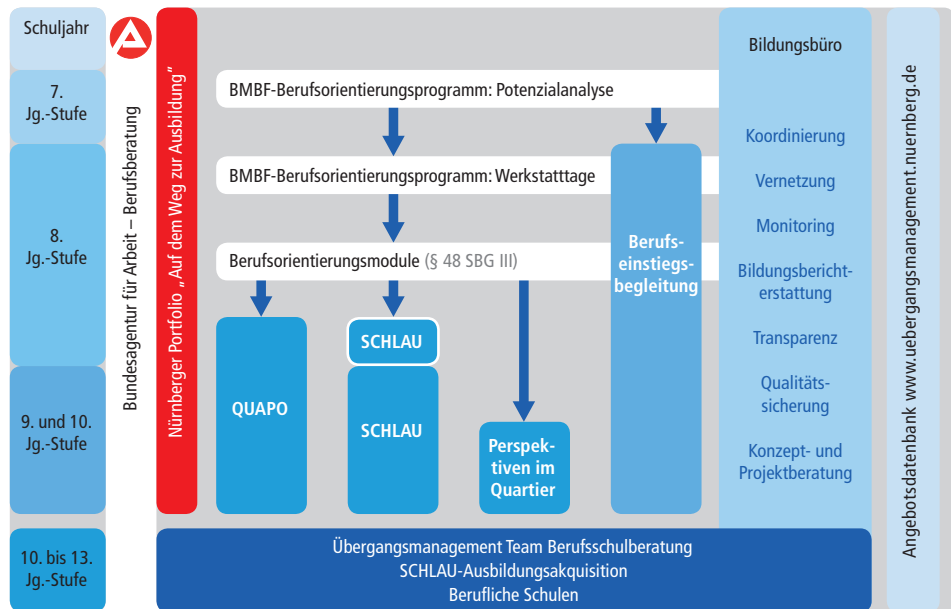 Schuljahr
7.
Jg.-Stufe
8.
Jg.-Stufe
9. und 10.
Jg.-Stufe
10. bis 13.
Jg.-Stufe
Bundesagentur für Arbeit – Berufsberatung
Nürnberger Portfolio „Auf dem Weg zur Ausbildung“
BMBF-Berufsorientierungsprogramm: Potenzialanalyse
BMBF-Berufsorientierungsprogramm: Werkstatttage
Berufsorientierungsmodule (§ 48 SBG III)
QUAPO
SCHLAU
SCHLAU
Perspek-
tiven im
Quartier
Berufs-
einstiegs-
begleitung
Bildungsbüro
Koordinierung
Vernetzung
Monitoring
Bildungsbericht-
erstattung
Transparenz
Qualitäts-
sicherung
Konzept- und
Projektberatung
Übergangsmanagement Team Berufsschulberatung
SCHLAU-Ausbildungsakquisition
Berufliche Schulen
Angebotsdatenbank www.uebergangsmanagement.nuernberg.de